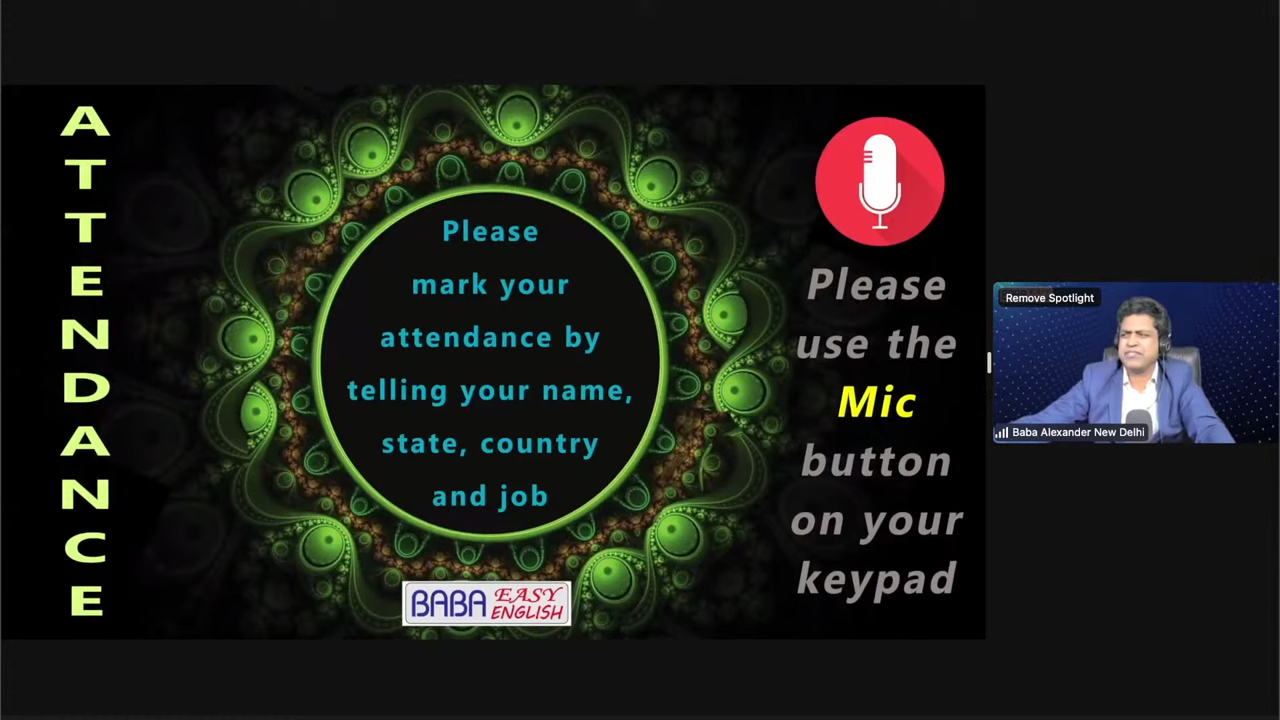 ATTENDANCE
Please
mark your
attendance by
telling your name,
state, country
and job
BABA EASY
ENGLISH
Please
use the
Mic
button
on your
keypad
Remove Spotlight
Baba Alexander New Delhi